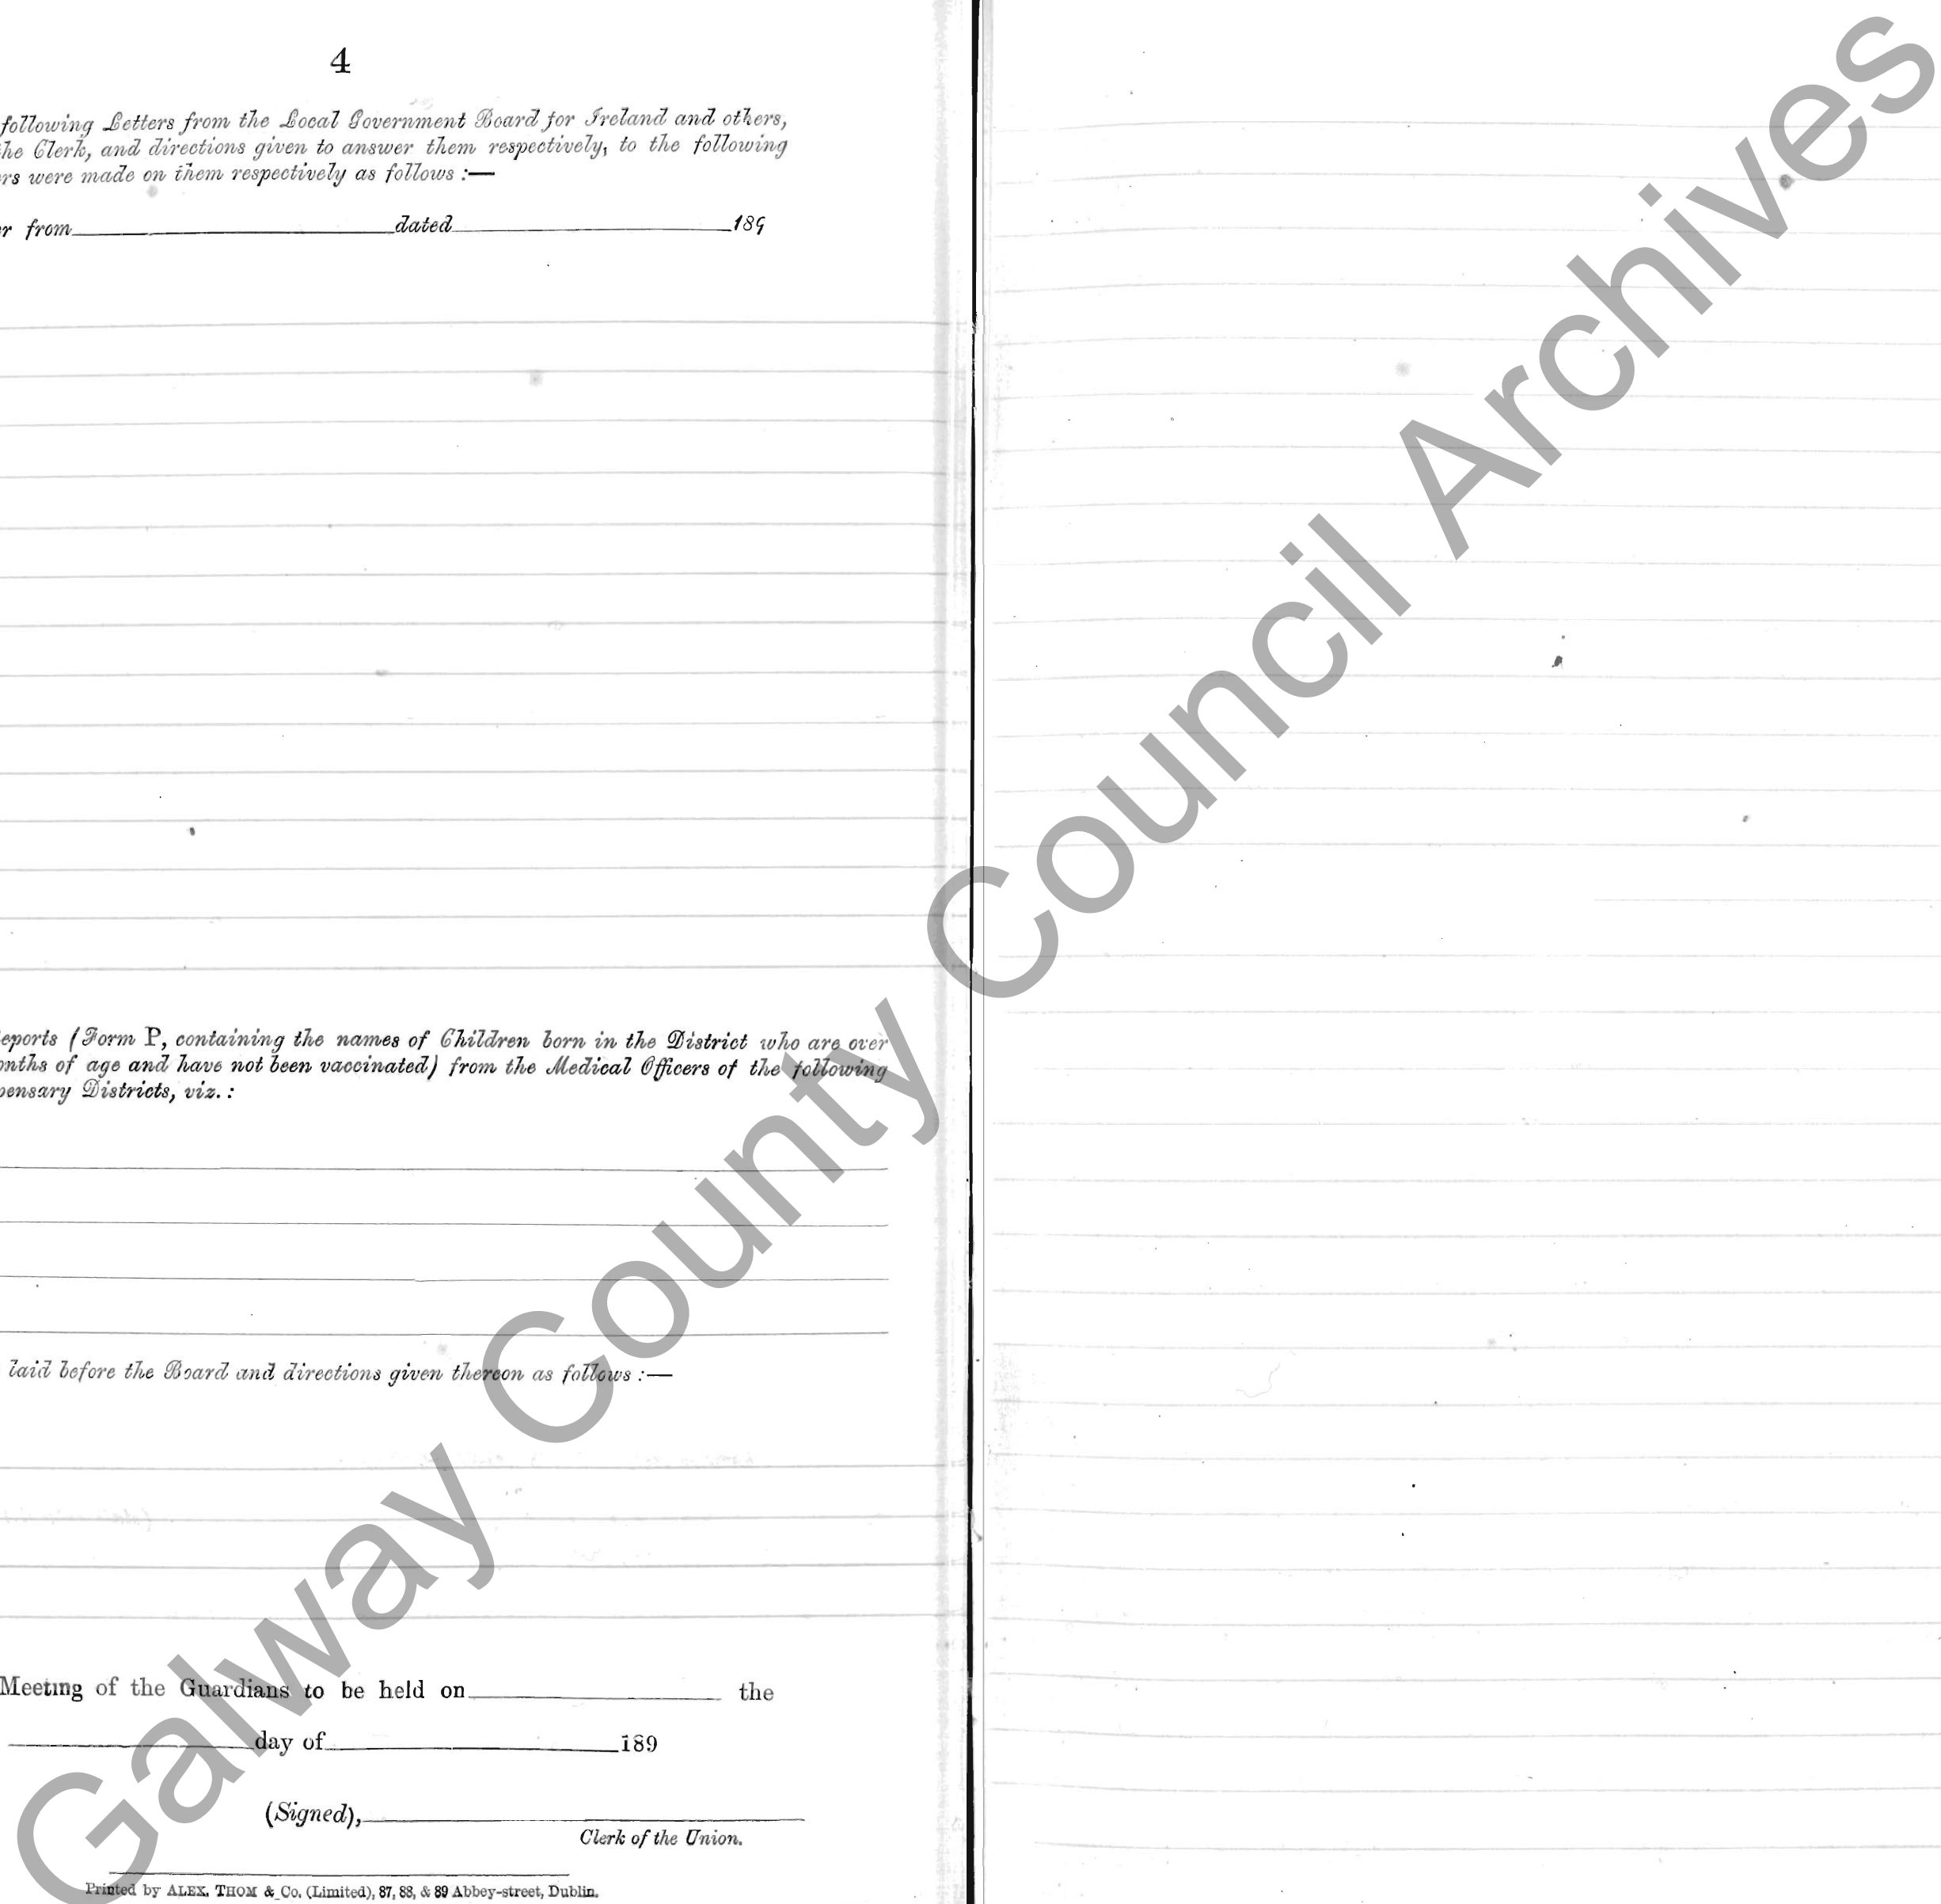 4
following Letters from the Local Government Board for Ireland and others,
the Clerk, and directions given to answer them respectively, to the following
rs were made on them respectively as follows :—
r from dated 189
eports (Form P, containing the names of Children born in the District who are over
onths of age and have not been vaccinated) from the Medical Officers of the following
pensary Districts, viz. :
laid before the Board and directions given thereon as follows :—
Meeting of the Guardians to be held on the
day of 189
(Signed),
Clerk of the Union.
Printed by ALEX. THOM & Co. (Limited), 87, 88, & 89 Abbey-street, Dublin.
Galway County Council Archives